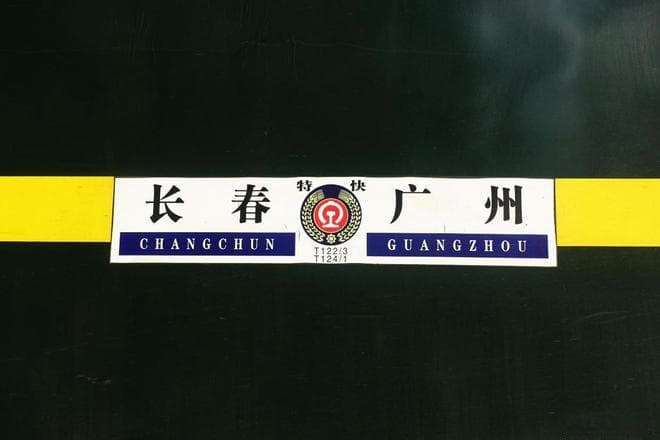 特 快
长 春 广 州
CHANGCHUN GUANGZHOU
T122/3
T124/1